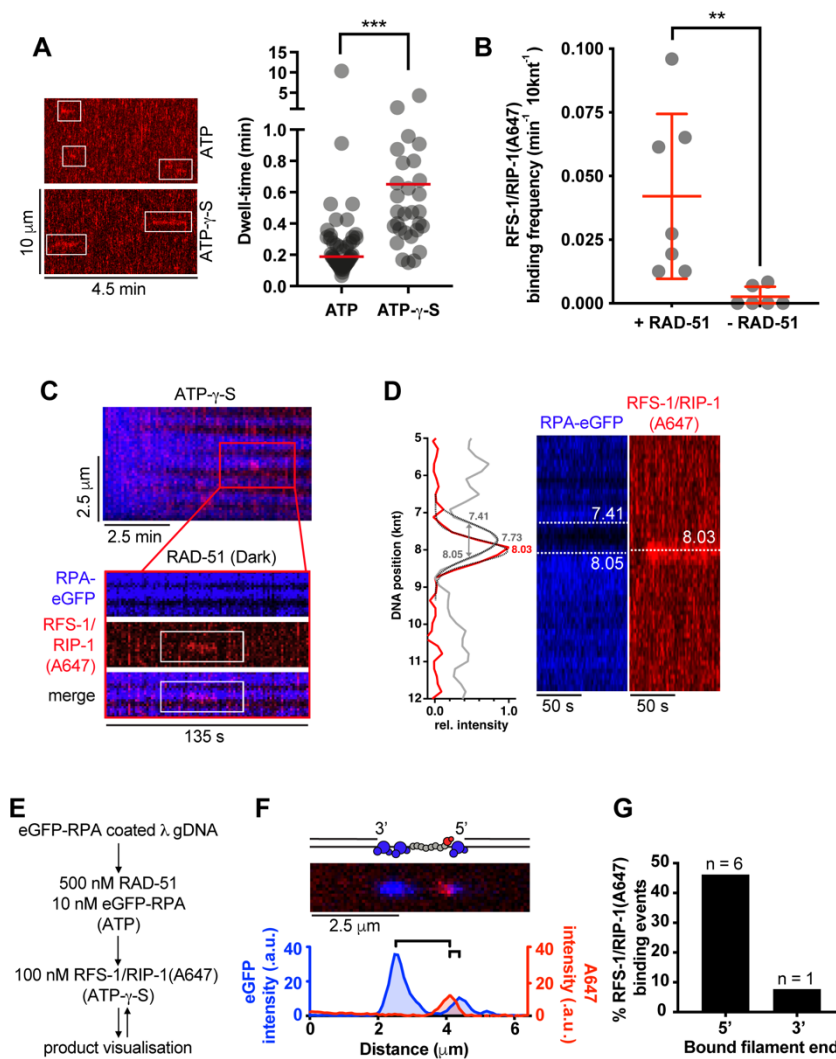 A
ATP
ATP-γ-S
10 μm
4.5 min
***
Dwell-time (min)
15
10
5
1.0
0.8
0.6
0.4
0.2
0.0
ATP
ATP-γ-S
B
**
RFS-1/RIP-1(A647)
binding frequency (min⁻¹ 10knt⁻¹)
0.100
0.075
0.050
0.025
0.000
+ RAD-51
- RAD-51
C
ATP-γ-S
2.5 μm
2.5 min
RAD-51 (Dark)
RPA-
eGFP
RFS-1/
RIP-1
(A647)
merge
135 s
D
DNA position (knt)
5
6
7
8
9
10
11
12
7.41
7.73
8.05
8.03
0.0
0.5
1.0
rel. intensity
RPA-eGFP
7.41
8.05
50 s
RFS-1/RIP-1
(A647)
8.03
50 s
E
eGFP-RPA coated λ gDNA
500 nM RAD-51
10 nM eGFP-RPA
(ATP)
100 nM RFS-1/RIP-1(A647)
(ATP-γ-S)
product visualisation
F
3’
5’
2.5 μm
eGFP
intensity (.a.u.)
40
20
0
A647
intensity (.a.u.)
40
20
0
0
2
4
6
Distance (μm)
G
% RFS-1/RIP-1(A647)
binding events
50
40
30
20
10
0
n = 6
n = 1
5’
3’
Bound filament end